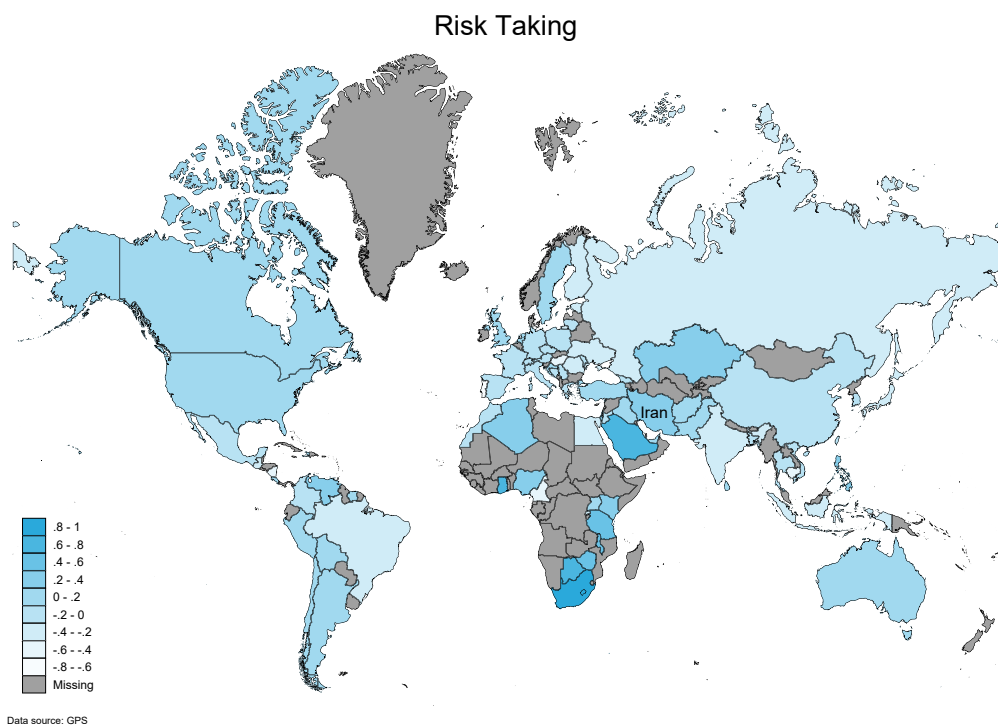 Risk Taking
Iran
.8 - 1
.6 - .8
.4 - .6
.2 - .4
0 - .2
-.2 - 0
-.4 - -.2
-.6 - -.4
-.8 - -.6
Missing
Data source: GPS